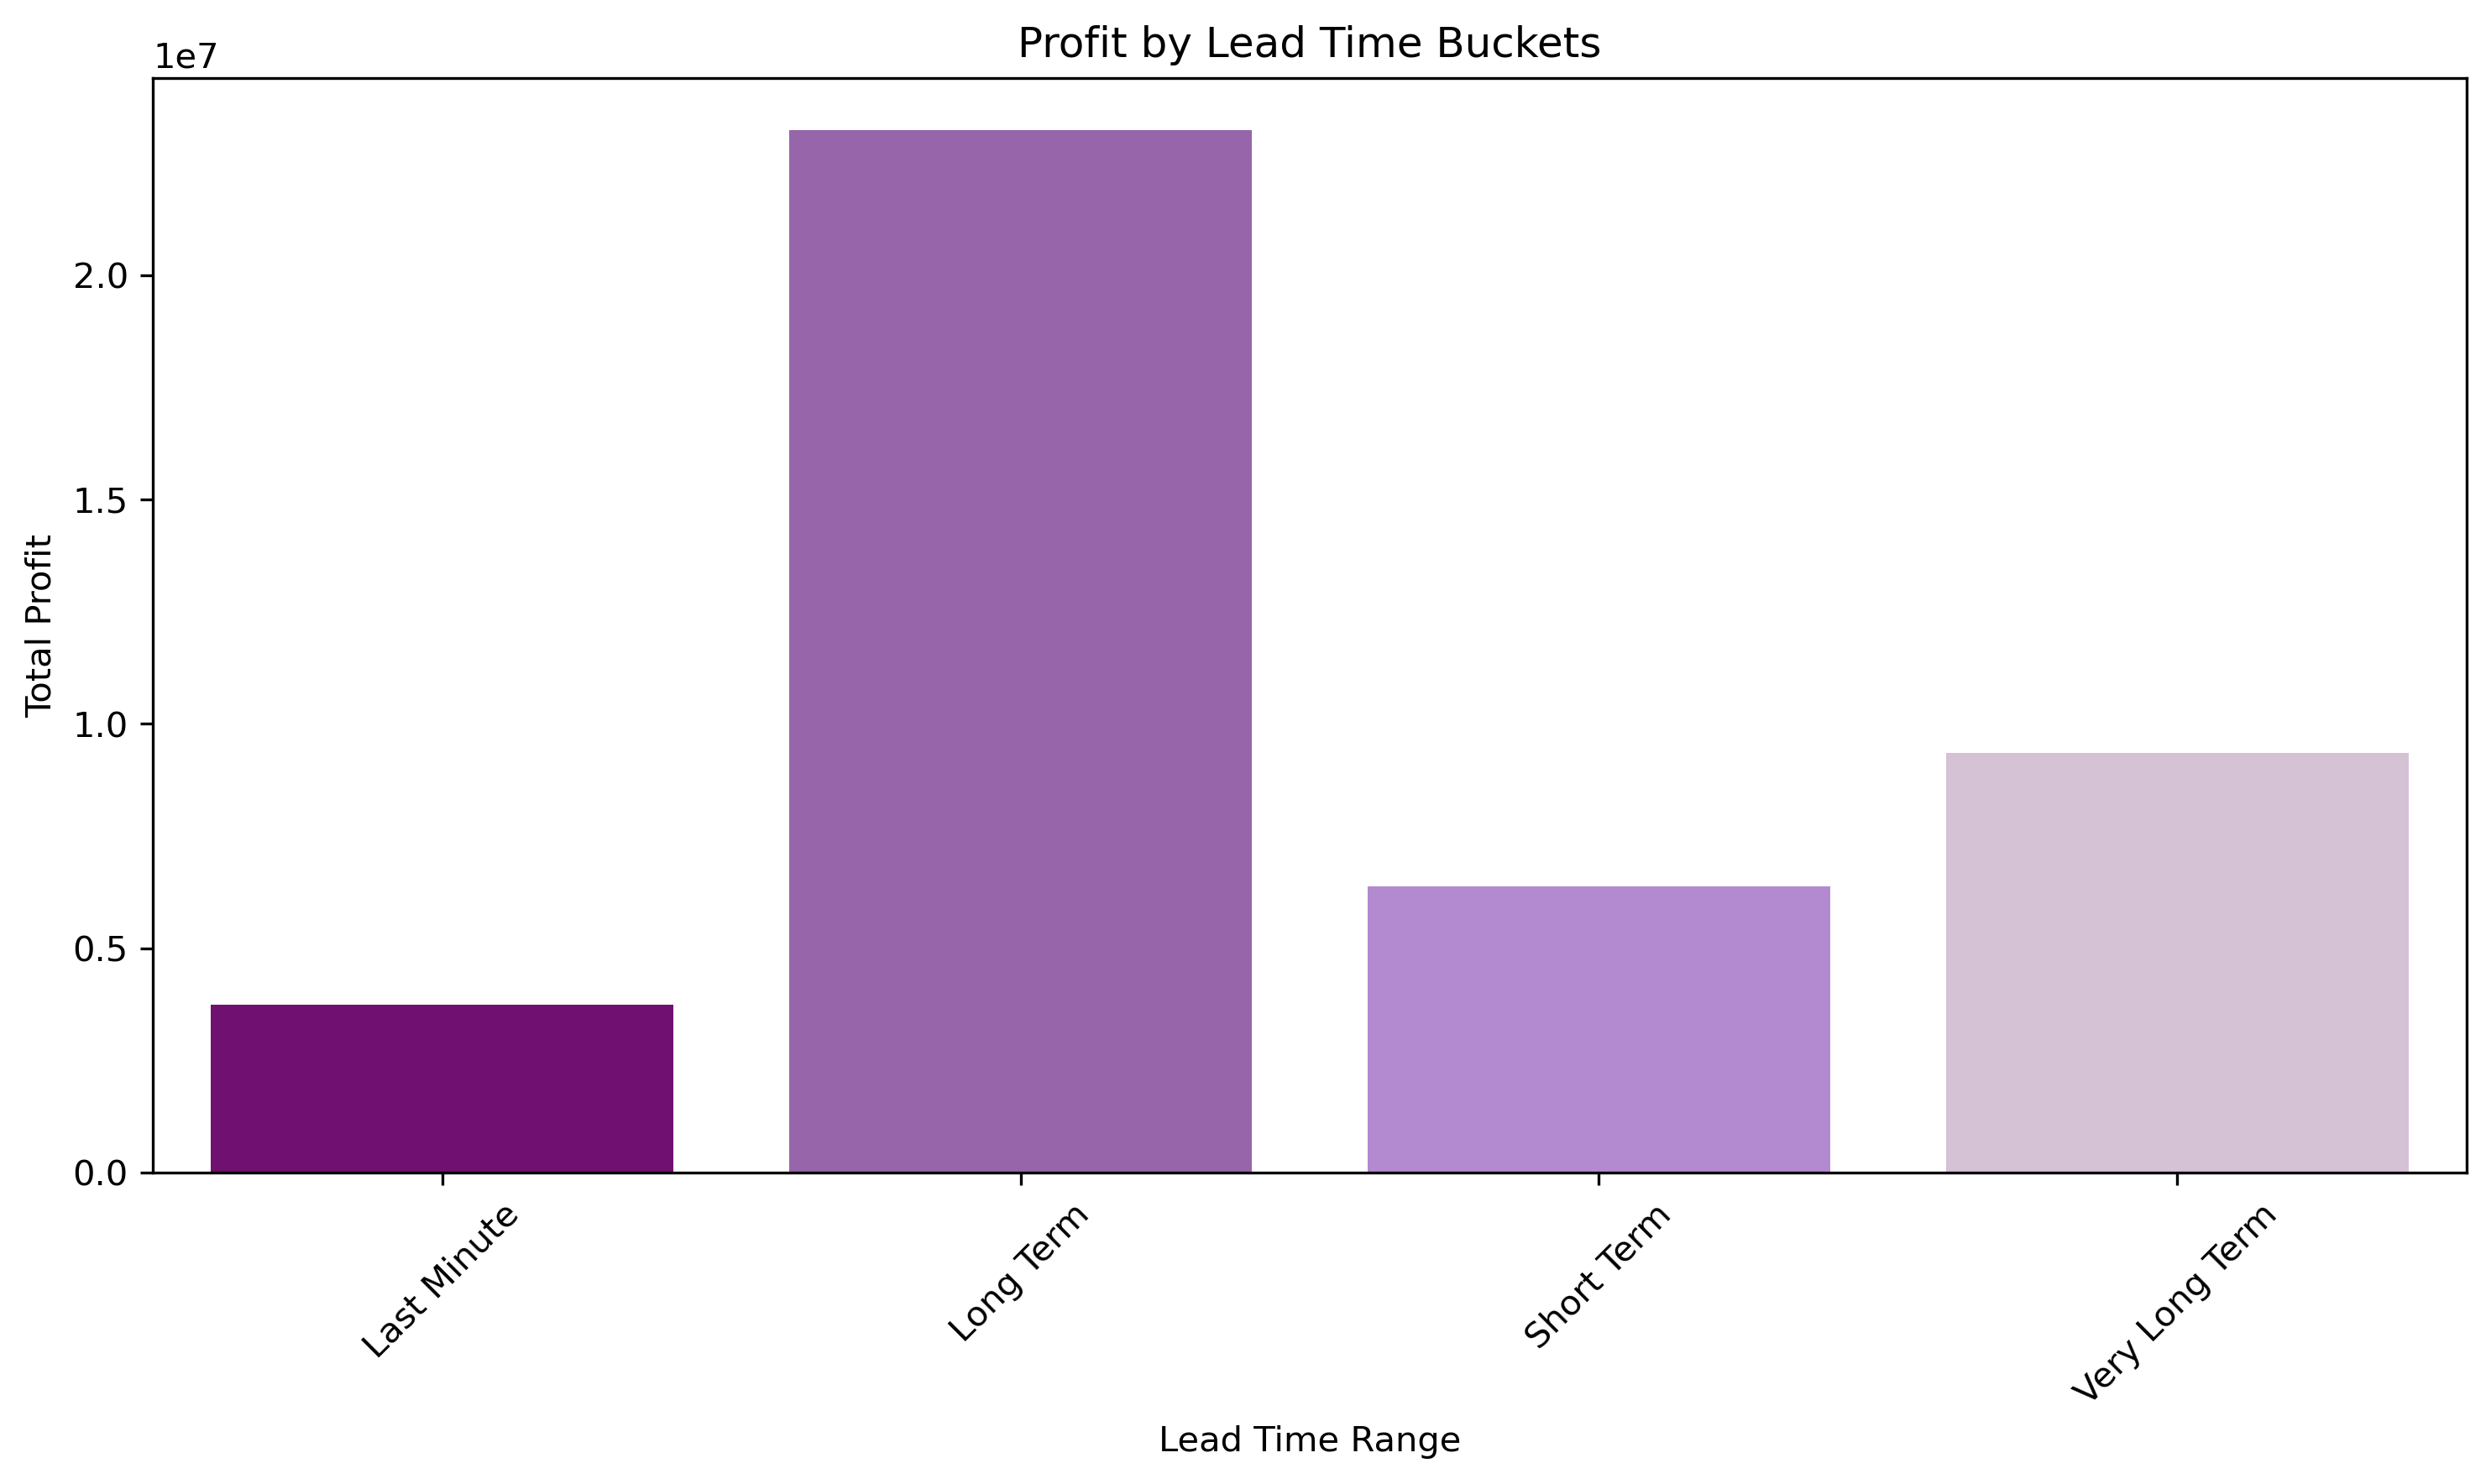 Profit by Lead Time Buckets
1e7
2.0
1.5
1.0
0.5
0.0
Total Profit
Last Minute
Long Term
Short Term
Very Long Term
Lead Time Range